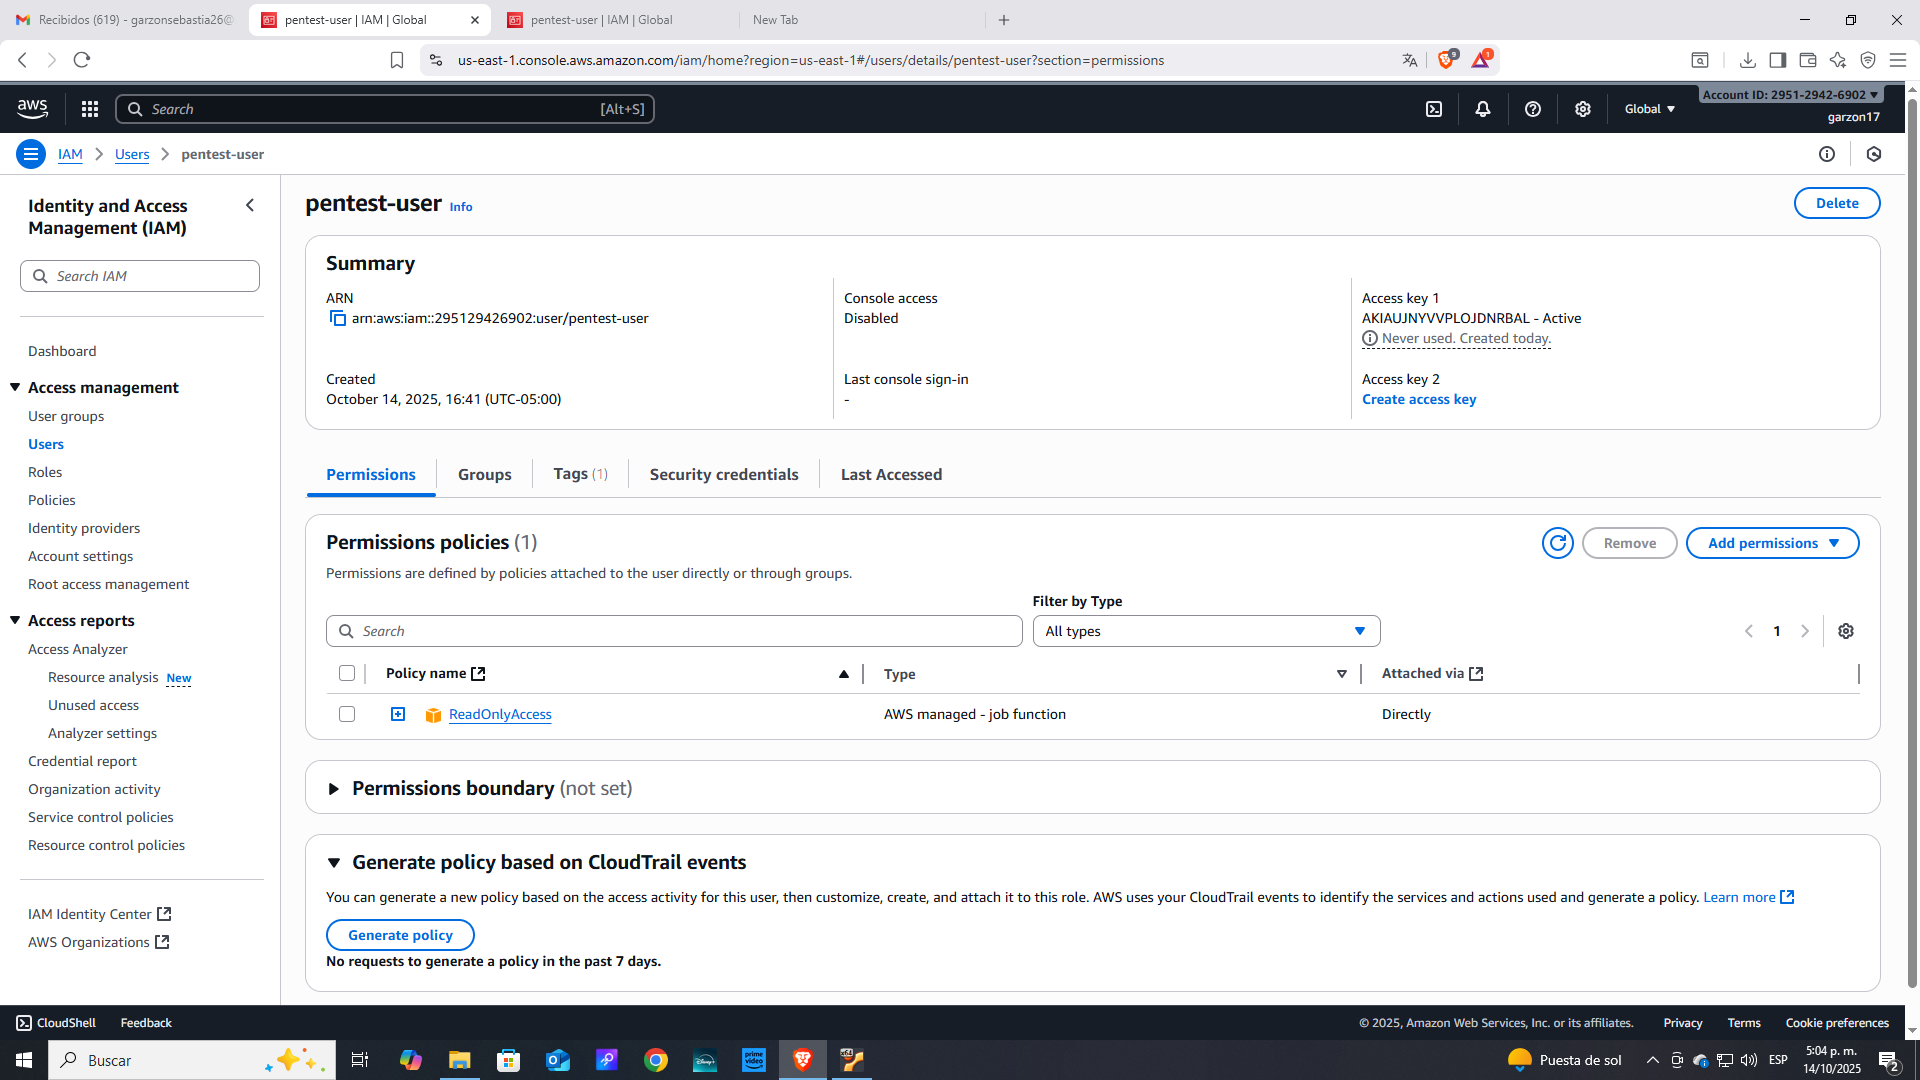 Recibidos (619) - garzonsebastia26@
pentest-user | IAM | Global
pentest-user | IAM | Global
New Tab
us-east-1.console.aws.amazon.com/iam/home?region=us-east-1#/users/details/pentest-user?section=permissions
9
1
aws
Search
[Alt+S]
Global
Account ID: 2951-2942-6902
garzon17
IAM
Users
pentest-user
Identity and Access
Management (IAM)
Search IAM
Dashboard
Access management
User groups
Users
Roles
Policies
Identity providers
Account settings
Root access management
Access reports
Access Analyzer
Resource analysis New
Unused access
Analyzer settings
Credential report
Organization activity
Service control policies
Resource control policies
IAM Identity Center
AWS Organizations
pentest-user Info
Delete
Summary
ARN
arn:aws:iam::295129426902:user/pentest-user
Console access
Disabled
Access key 1
AKIAUJNYVVPLOJDNRBAL - Active
Never used. Created today.
Created
October 14, 2025, 16:41 (UTC-05:00)
Last console sign-in
-
Access key 2
Create access key
Permissions
Groups
Tags (1)
Security credentials
Last Accessed
Permissions policies (1)
Remove
Add permissions
Permissions are defined by policies attached to the user directly or through groups.
Filter by Type
Search
All types
1
Policy name
Type
Attached via
ReadOnlyAccess
AWS managed - job function
Directly
Permissions boundary (not set)
Generate policy based on CloudTrail events
You can generate a new policy based on the access activity for this user, then customize, create, and attach it to this role. AWS uses your CloudTrail events to identify the services and actions used and generate a policy. Learn more
Generate policy
No requests to generate a policy in the past 7 days.
CloudShell
Feedback
© 2025, Amazon Web Services, Inc. or its affiliates.
Privacy
Terms
Cookie preferences
Buscar
Disney+
prime video
Puesta de sol
ESP
5:04 p. m.
14/10/2025
2